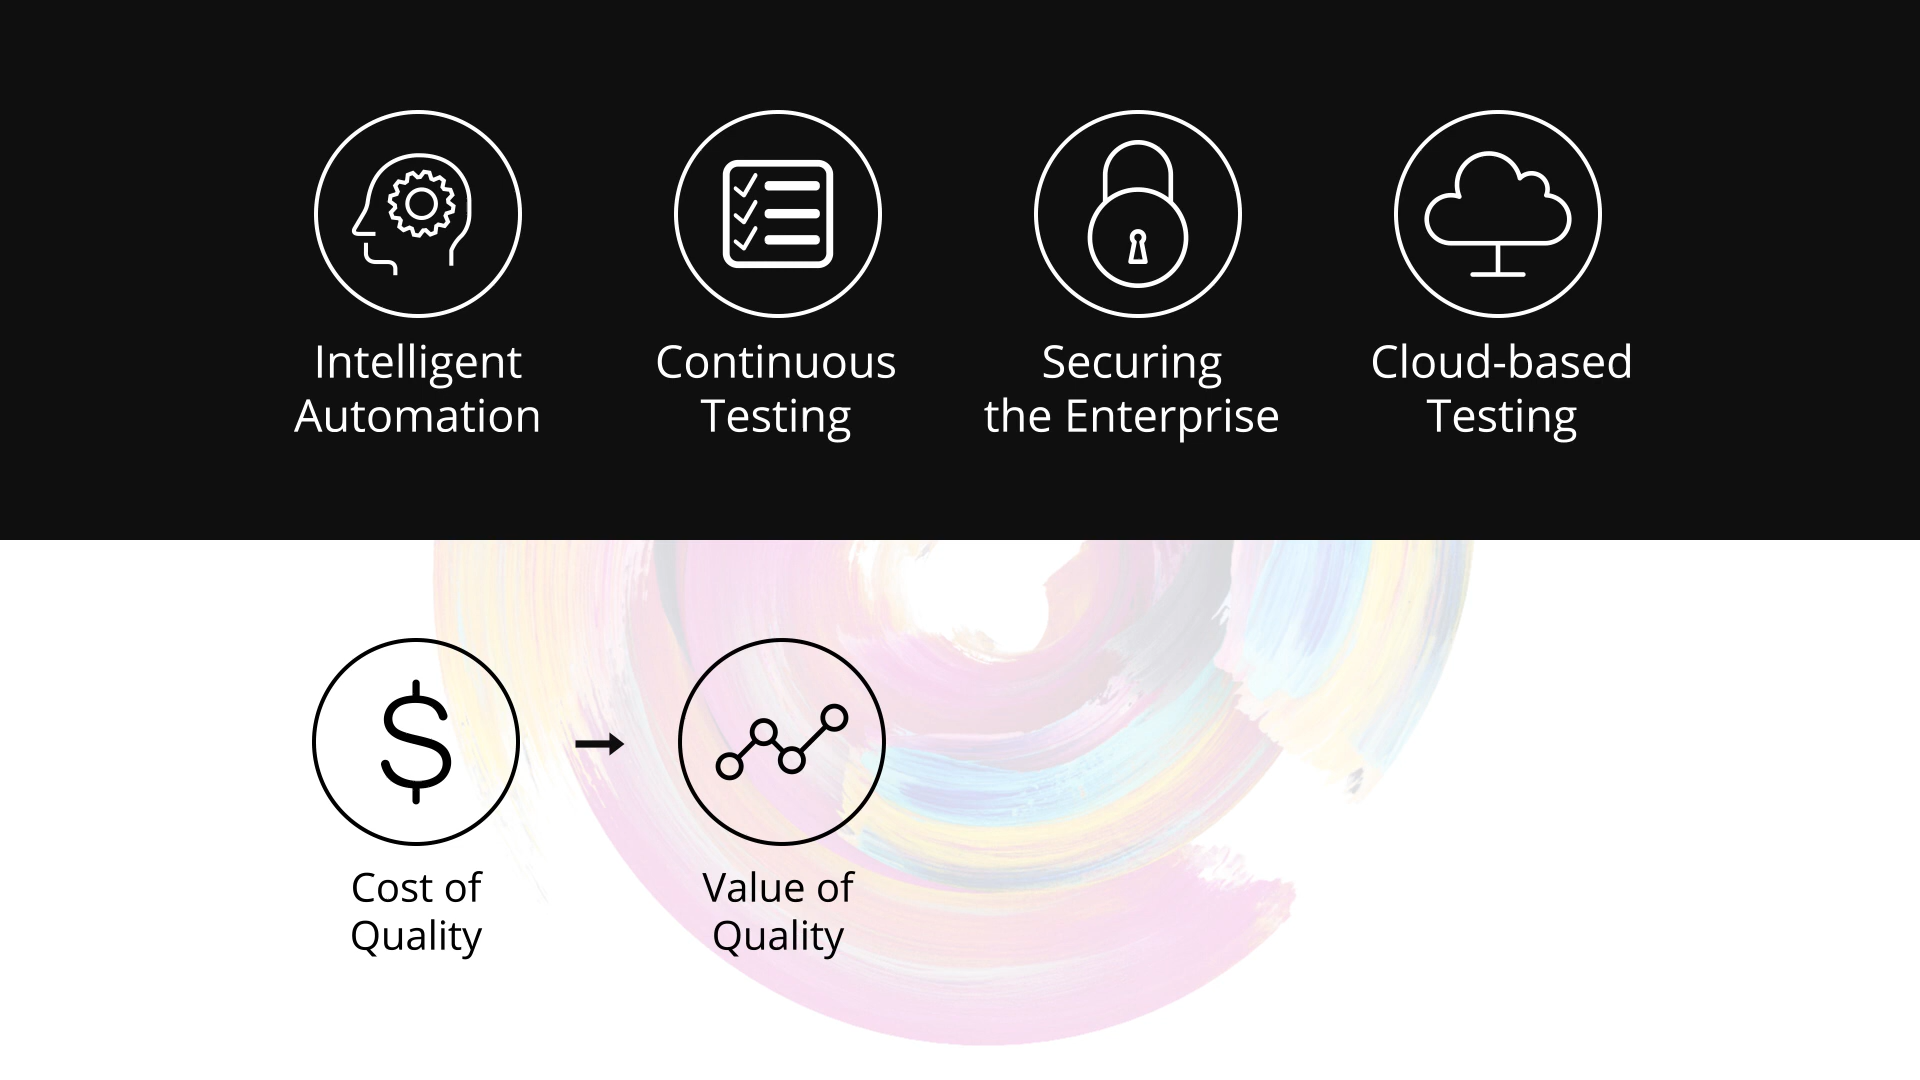 Intelligent
Automation
Continuous
Testing
Securing
the Enterprise
Cloud-based
Testing
Cost of
Quality
Value of
Quality